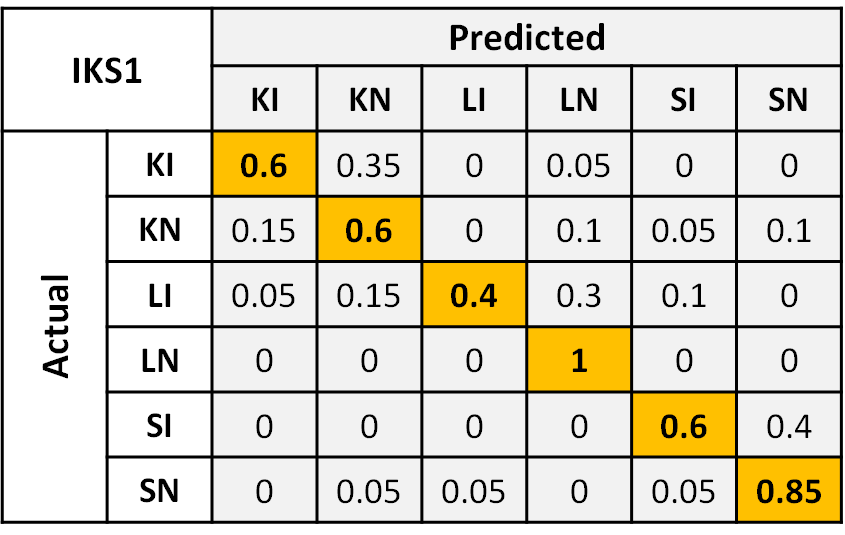 IKS1
Predicted
KI KN LI LN SI SN
Actual
KI 0.6 0.35 0 0.05 0 0
KN 0.15 0.6 0 0.1 0.05 0.1
LI 0.05 0.15 0.4 0.3 0.1 0
LN 0 0 0 1 0 0
SI 0 0 0 0 0.6 0.4
SN 0 0.05 0.05 0 0.05 0.85